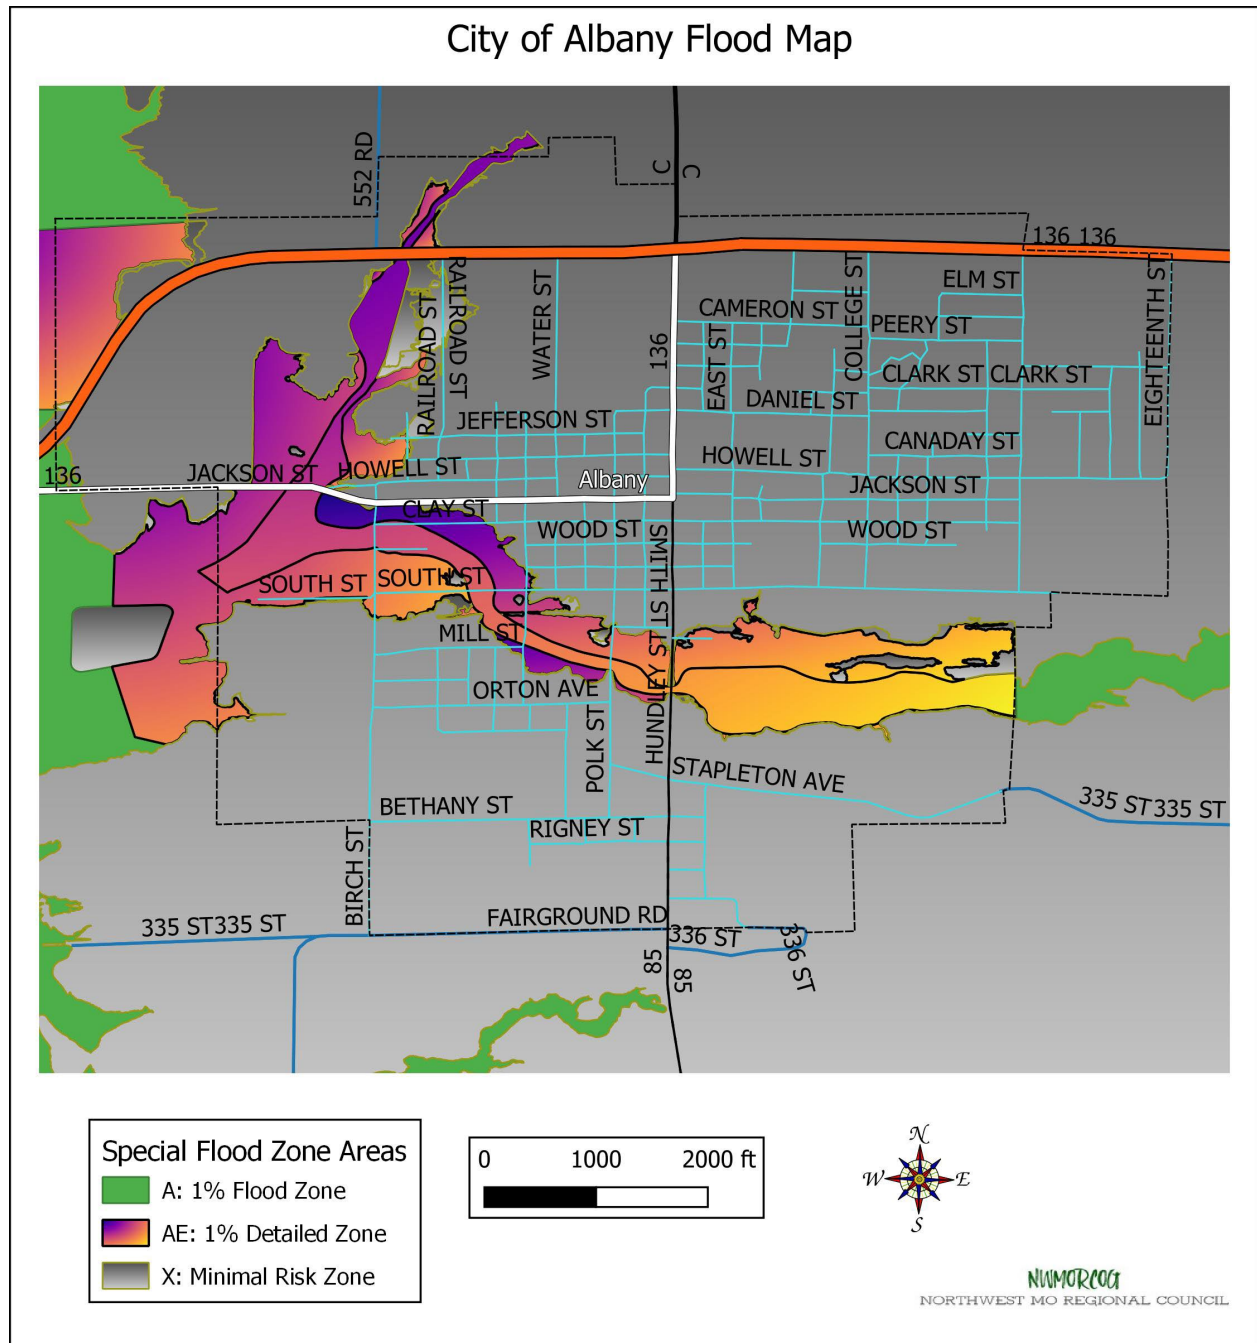 City of Albany Flood Map
552 RD
C
C
136 136
RAILROAD ST
RAILROAD ST
WATER ST
136
EAST ST
CAMERON ST
COLLEGE ST
PEERY ST
ELM ST
EIGHTEENTH ST
CLARK ST CLARK ST
DANIEL ST
JEFFERSON ST
CANADAY ST
136
JACKSON ST
HOWELL ST
HOWELL ST
Albany
JACKSON ST
CLAY ST
WOOD ST
WOOD ST
SMITH ST
SOUTH ST
SOUTH ST
MILL ST
HUNDLEY ST
ORTON AVE
POLK ST
STAPLETON AVE
335 ST 335 ST
BETHANY ST
RIGNEY ST
BIRCH ST
335 ST 335 ST
FAIRGROUND RD
336 ST
336 ST
85
85
Special Flood Zone Areas
A: 1% Flood Zone
AE: 1% Detailed Zone
X: Minimal Risk Zone
0 1000 2000 ft
N
W E
S
NWMORCOG
NORTHWEST MO REGIONAL COUNCIL